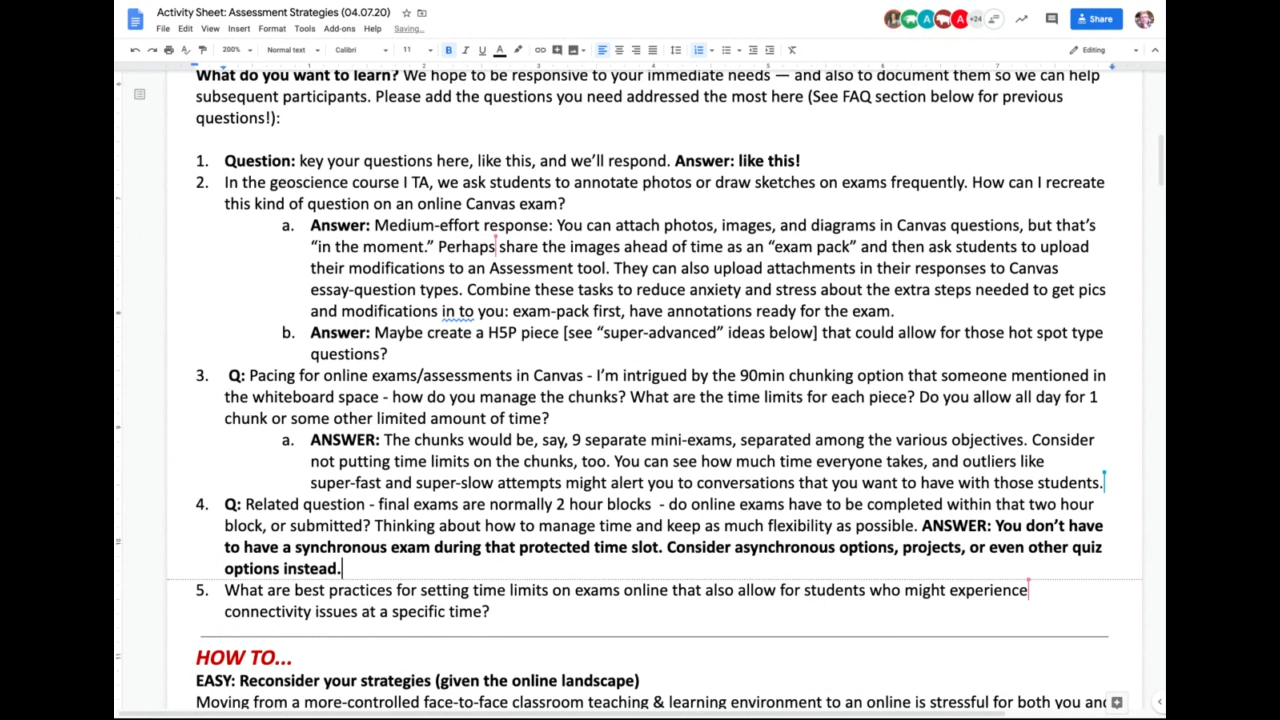 Activity Sheet: Assessment Strategies (04.07.20)
File Edit View Insert Format Tools Add-ons Help Saving...
+24
Share
200% Normal text Calibri 11 B I U A Editing
1 2 3 4 5 6 7
What do you want to learn? We hope to be responsive to your immediate needs — and also to document them so we can help
subsequent participants. Please add the questions you need addressed the most here (See FAQ section below for previous
questions!):
1. Question: key your questions here, like this, and we’ll respond. Answer: like this!
2. In the geoscience course I TA, we ask students to annotate photos or draw sketches on exams frequently. How can I recreate
this kind of question on an online Canvas exam?
a. Answer: Medium-effort response: You can attach photos, images, and diagrams in Canvas questions, but that’s
“in the moment.” Perhaps share the images ahead of time as an “exam pack” and then ask students to upload
their modifications to an Assessment tool. They can also upload attachments in their responses to Canvas
essay-question types. Combine these tasks to reduce anxiety and stress about the extra steps needed to get pics
and modifications in to you: exam-pack first, have annotations ready for the exam.
b. Answer: Maybe create a H5P piece [see “super-advanced” ideas below] that could allow for those hot spot type
questions?
3. Q: Pacing for online exams/assessments in Canvas - I’m intrigued by the 90min chunking option that someone mentioned in
the whiteboard space - how do you manage the chunks? What are the time limits for each piece? Do you allow all day for 1
chunk or some other limited amount of time?
a. ANSWER: The chunks would be, say, 9 separate mini-exams, separated among the various objectives. Consider
not putting time limits on the chunks, too. You can see how much time everyone takes, and outliers like
super-fast and super-slow attempts might alert you to conversations that you want to have with those students.
4. Q: Related question - final exams are normally 2 hour blocks - do online exams have to be completed within that two hour
block, or submitted? Thinking about how to manage time and keep as much flexibility as possible. ANSWER: You don’t have
to have a synchronous exam during that protected time slot. Consider asynchronous options, projects, or even other quiz
options instead.
5. What are best practices for setting time limits on exams online that also allow for students who might experience
connectivity issues at a specific time?
HOW TO...
EASY: Reconsider your strategies (given the online landscape)
Moving from a more-controlled face-to-face classroom teaching & learning environment to an online is stressful for both you and